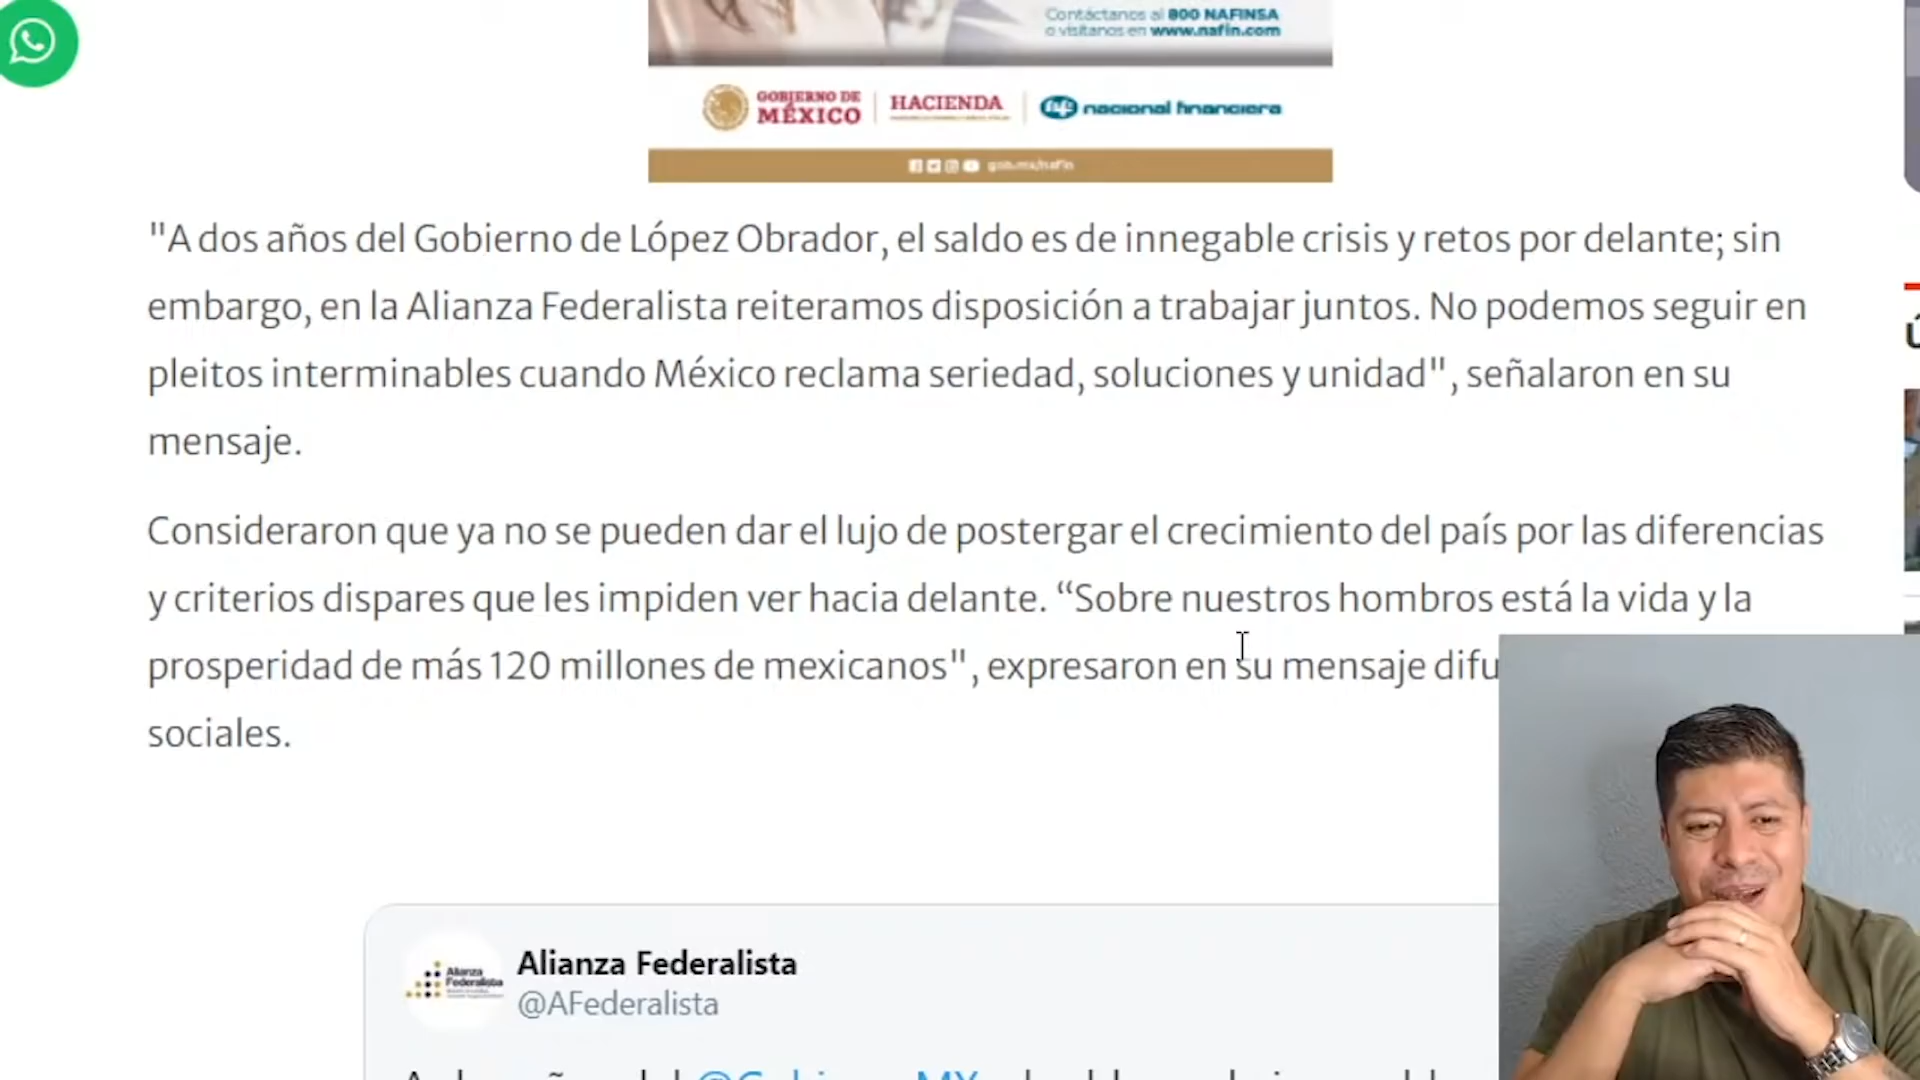 Contáctanos al 800 NAFINSA
o visítanos en www.nafin.com
GOBIERNO DE
MÉXICO
HACIENDA
nacional financiera
gob.mx/nafin
"A dos años del Gobierno de López Obrador, el saldo es de innegable crisis y retos por delante; sin
embargo, en la Alianza Federalista reiteramos disposición a trabajar juntos. No podemos seguir en
pleitos interminables cuando México reclama seriedad, soluciones y unidad", señalaron en su
mensaje.
Consideraron que ya no se pueden dar el lujo de postergar el crecimiento del país por las diferencias
y criterios dispares que les impiden ver hacia delante. “Sobre nuestros hombros está la vida y la
prosperidad de más 120 millones de mexicanos", expresaron en su mensaje difu
sociales.
Alianza
Federalista
Alianza Federalista
@AFederalista